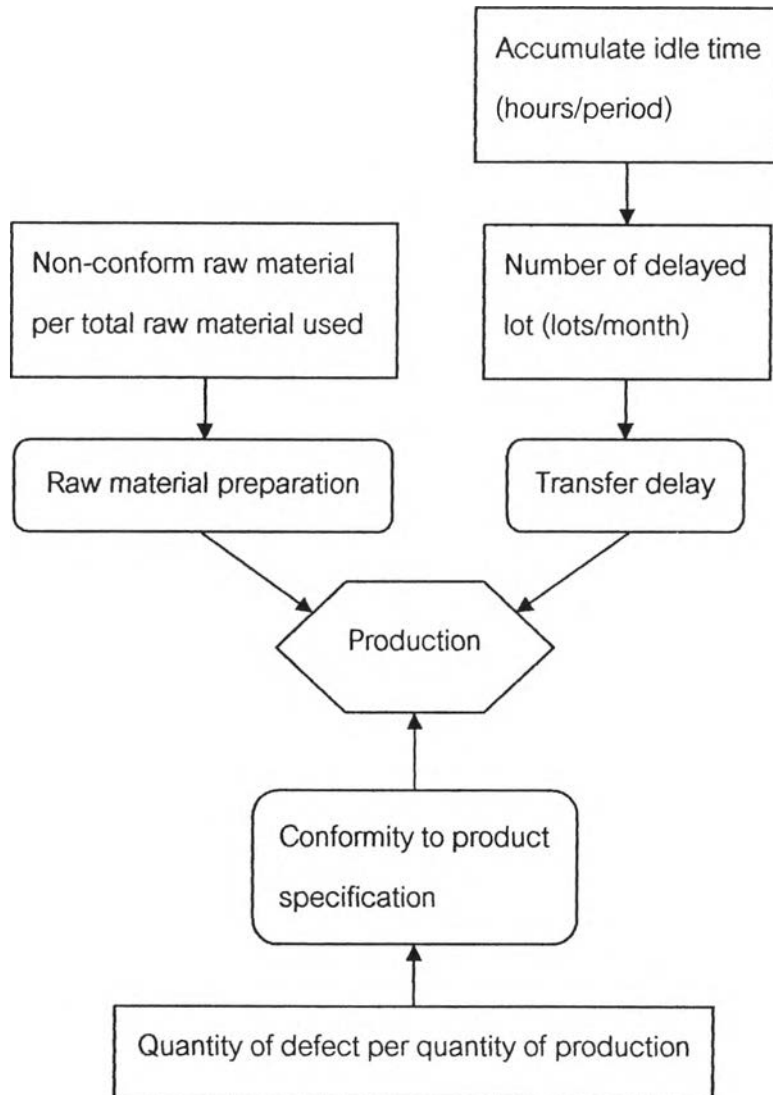 Accumulate idle time
(hours/period)
Non-conform raw material
per total raw material used
Number of delayed
lot (lots/month)
Raw material preparation
Transfer delay
Production
Conformity to product
specification
Quantity of defect per quantity of production